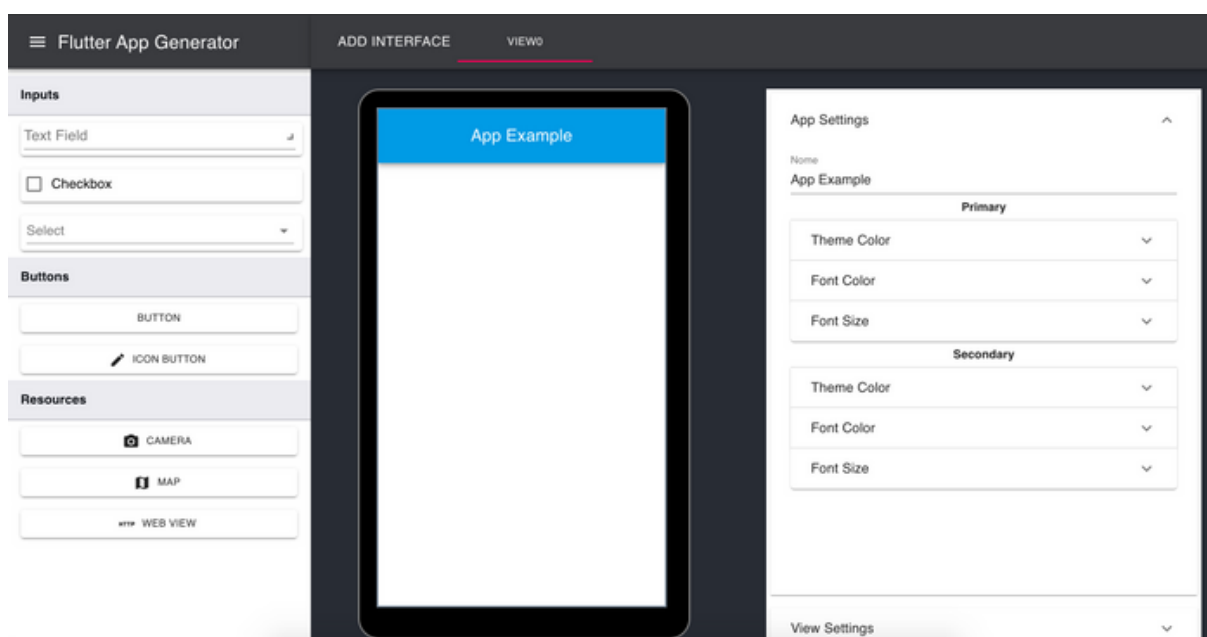 Flutter App Generator
ADD INTERFACE
VIEW0
Inputs
Text Field
Checkbox
Select
Buttons
BUTTON
ICON BUTTON
Resources
CAMERA
MAP
HTTP WEB VIEW
App Example
App Settings
Nome
App Example
Primary
Theme Color
Font Color
Font Size
Secondary
Theme Color
Font Color
Font Size
View Settings